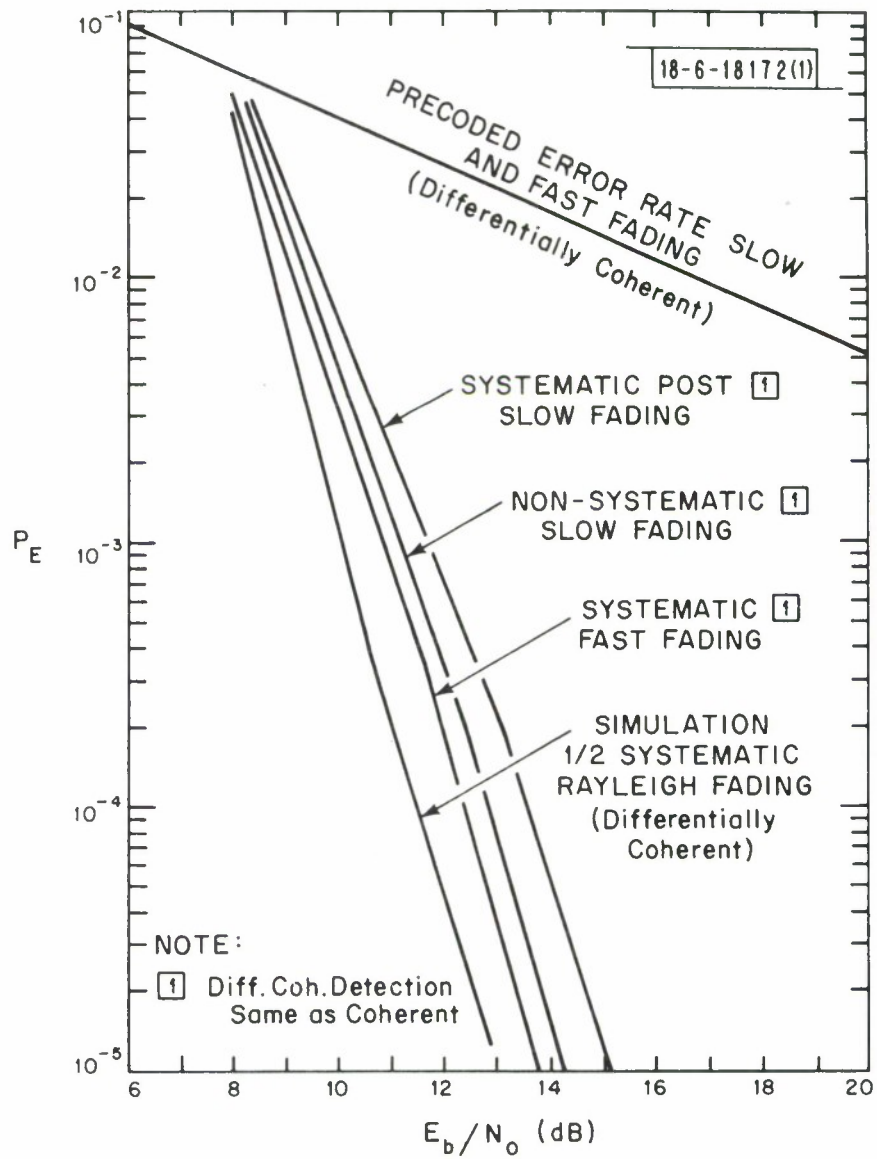 10⁻¹
18-6-18172(1)
PRECODED ERROR RATE SLOW
AND FAST FADING
(Differentially Coherent)
10⁻²
SYSTEMATIC POST [1]
SLOW FADING
NON-SYSTEMATIC [1]
SLOW FADING
P_E
10⁻³
SYSTEMATIC [1]
FAST FADING
SIMULATION
1/2 SYSTEMATIC
RAYLEIGH FADING
(Differentially
Coherent)
10⁻⁴
NOTE:
[1] Diff. Coh. Detection
Same as Coherent
10⁻⁵
6 8 10 12 14 16 18 20
E_b/N_o (dB)